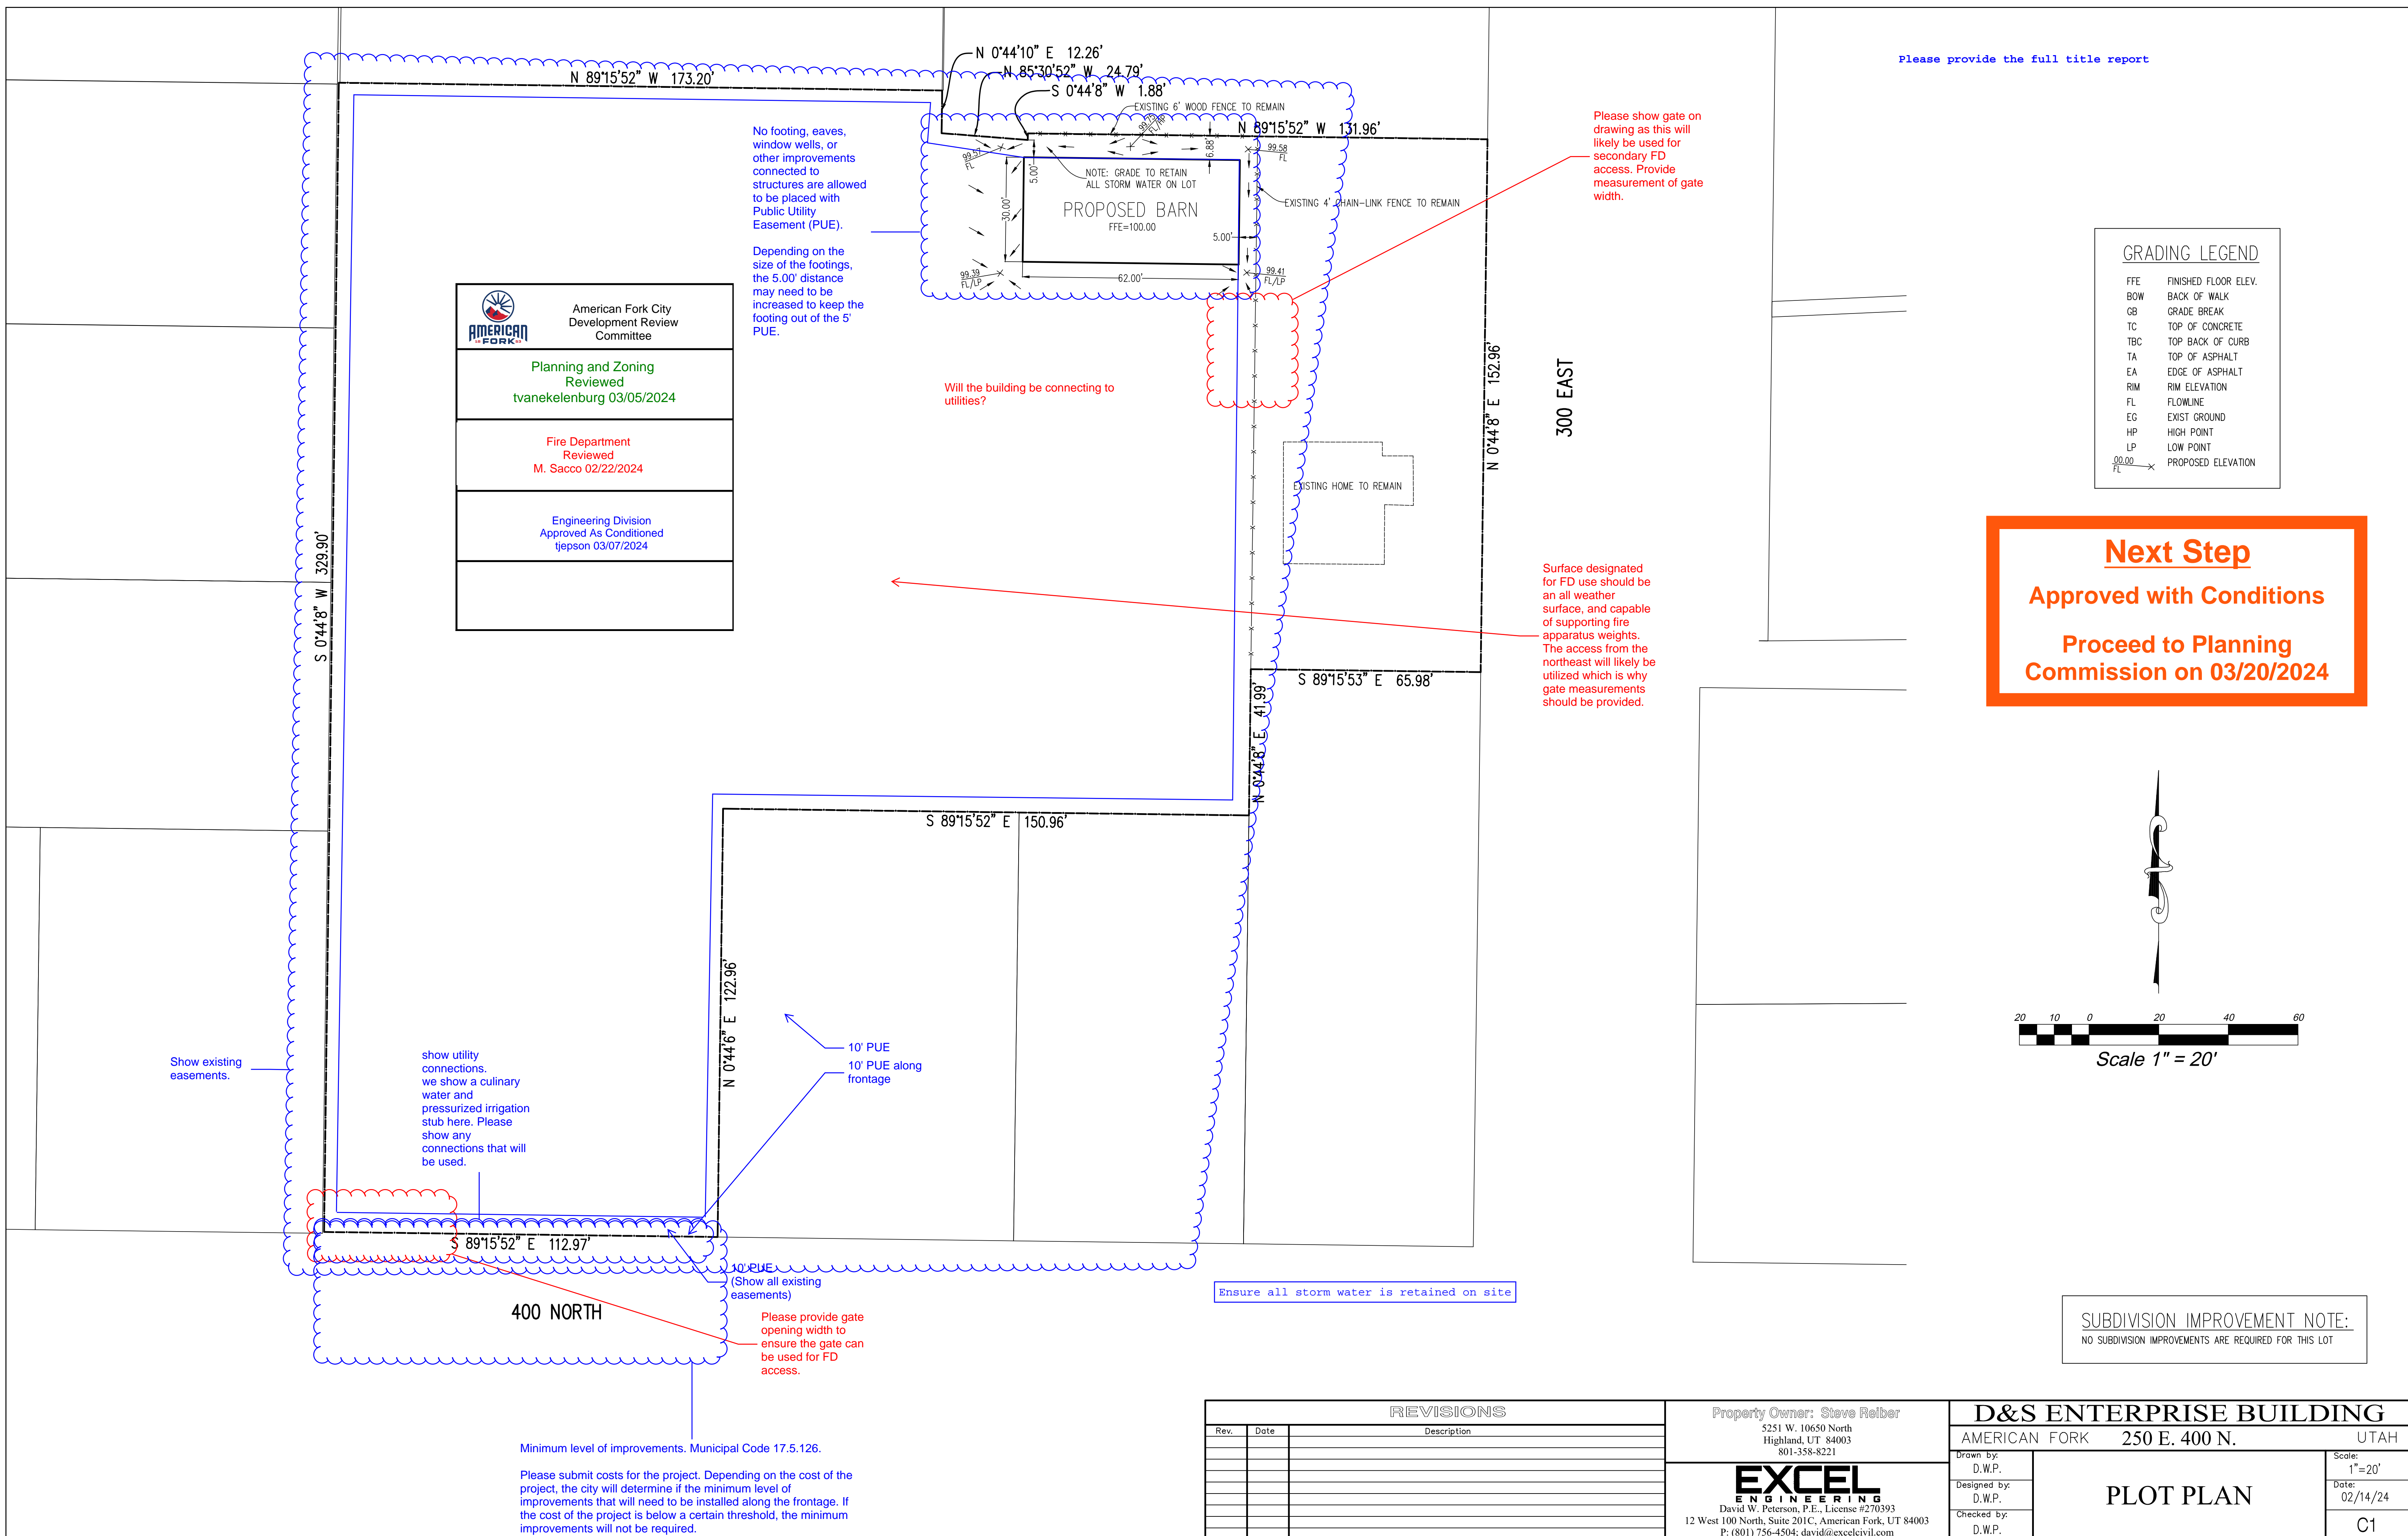 Please provide the full title report
N 0°44'10" E 12.26'
N 89°15'52" W 173.20'
N 85°30'52" W 24.79'
S 0°44'8" W 1.88'
EXISTING 6' WOOD FENCE TO REMAIN
N 89°15'52" W 131.96'
No footing, eaves,
window wells, or
other improvements
connected to
structures are allowed
to be placed with
Public Utility
Easement (PUE).
Depending on the
size of the footings,
the 5.00' distance
may need to be
increased to keep the
footing out of the 5'
PUE.
99.57
FL
6.88'
99.58
FL
5.00'
NOTE: GRADE TO RETAIN
ALL STORM WATER ON LOT
30.00'
PROPOSED BARN
FFE=100.00
EXISTING 4' CHAIN-LINK FENCE TO REMAIN
5.00'
99.39
FL/LP
62.00'
99.41
FL/LP
Please show gate on
drawing as this will
likely be used for
secondary FD
access. Provide
measurement of gate
width.
GRADING LEGEND
FFE FINISHED FLOOR ELEV.
BOW BACK OF WALK
GB GRADE BREAK
TC TOP OF CONCRETE
TBC TOP BACK OF CURB
TA TOP OF ASPHALT
EA EDGE OF ASPHALT
RIM RIM ELEVATION
FL FLOWLINE
EG EXIST GROUND
HP HIGH POINT
LP LOW POINT
00.00
FL PROPOSED ELEVATION
AMERICAN
FORK
American Fork City
Development Review
Committee
Planning and Zoning
Reviewed
tvanekelenburg 03/05/2024
Fire Department
Reviewed
M. Sacco 02/22/2024
Engineering Division
Approved As Conditioned
tjepson 03/07/2024
Will the building be connecting to
utilities?
N 0°44'8" E 152.96'
300 EAST
EXISTING HOME TO REMAIN
S 0°44'8" W 329.90'
Next Step
Approved with Conditions
Proceed to Planning
Commission on 03/20/2024
Surface designated
for FD use should be
an all weather
surface, and capable
of supporting fire
apparatus weights.
The access from the
northeast will likely be
utilized which is why
gate measurements
should be provided.
S 89°15'53" E 65.98'
N 0°44'8" E 41.99'
S 89°15'52" E 150.96'
N 0°44'6" E 122.96'
10' PUE
10' PUE along
frontage
Show existing
easements.
show utility
connections.
we show a culinary
water and
pressurized irrigation
stub here. Please
show any
connections that will
be used.
20 10 0 20 40 60
Scale 1" = 20'
S 89°15'52" E 112.97'
10' PUE
(Show all existing
easements)
400 NORTH
Please provide gate
opening width to
ensure the gate can
be used for FD
access.
Ensure all storm water is retained on site
SUBDIVISION IMPROVEMENT NOTE:
NO SUBDIVISION IMPROVEMENTS ARE REQUIRED FOR THIS LOT
Minimum level of improvements. Municipal Code 17.5.126.
Please submit costs for the project. Depending on the cost of the
project, the city will determine if the minimum level of
improvements that will need to be installed along the frontage. If
the cost of the project is below a certain threshold, the minimum
improvements will not be required.
REVISIONS
Rev. Date Description
Property Owner: Steve Reiber
5251 W. 10650 North
Highland, UT 84003
801-358-8221
EXCEL
ENGINEERING
David W. Peterson, P.E., License #270393
12 West 100 North, Suite 201C, American Fork, UT 84003
P: (801) 756-4504; david@excelcivil.com
D&S ENTERPRISE BUILDING
AMERICAN FORK 250 E. 400 N. UTAH
Drawn by:
D.W.P.
Designed by:
D.W.P.
Checked by:
D.W.P.
PLOT PLAN
Scale:
1"=20'
Date:
02/14/24
C1